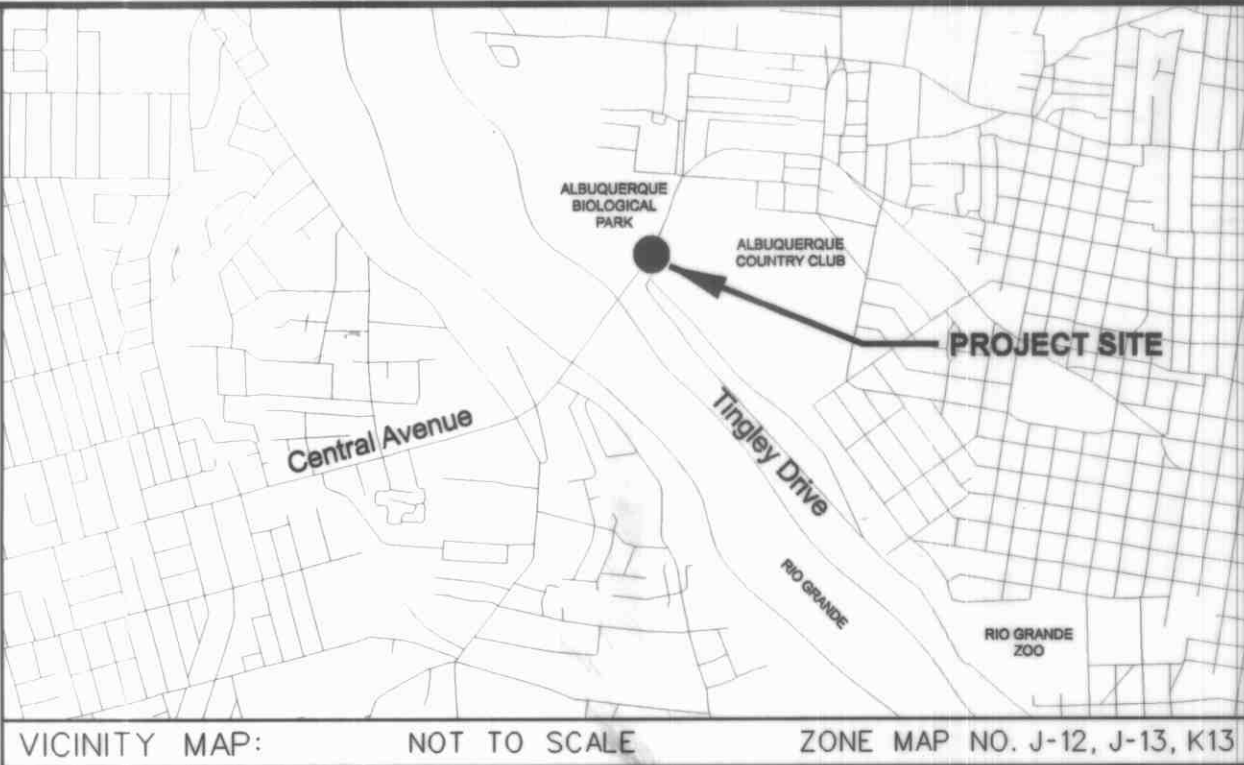 ALBUQUERQUE
BIOLOGICAL
PARK
ALBUQUERQUE
COUNTRY CLUB
PROJECT SITE
Central Avenue
Tingley Drive
RIO GRANDE
RIO GRANDE
ZOO
VICINITY MAP: NOT TO SCALE ZONE MAP NO. J-12, J-13, K13